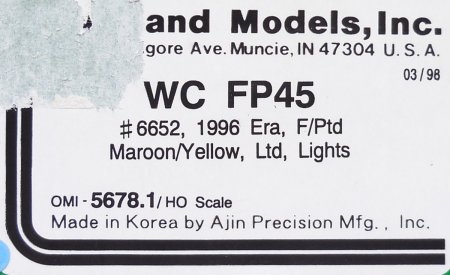 and Models, Inc.
gore Ave. Muncie, IN 47304 U. S. A.
03/98
WC FP45
#6652, 1996 Era, F/Ptd
Maroon/Yellow, Ltd, Lights
OMI - 5678.1/ HO Scale
Made in Korea by Ajin Precision Mfg. , Inc.